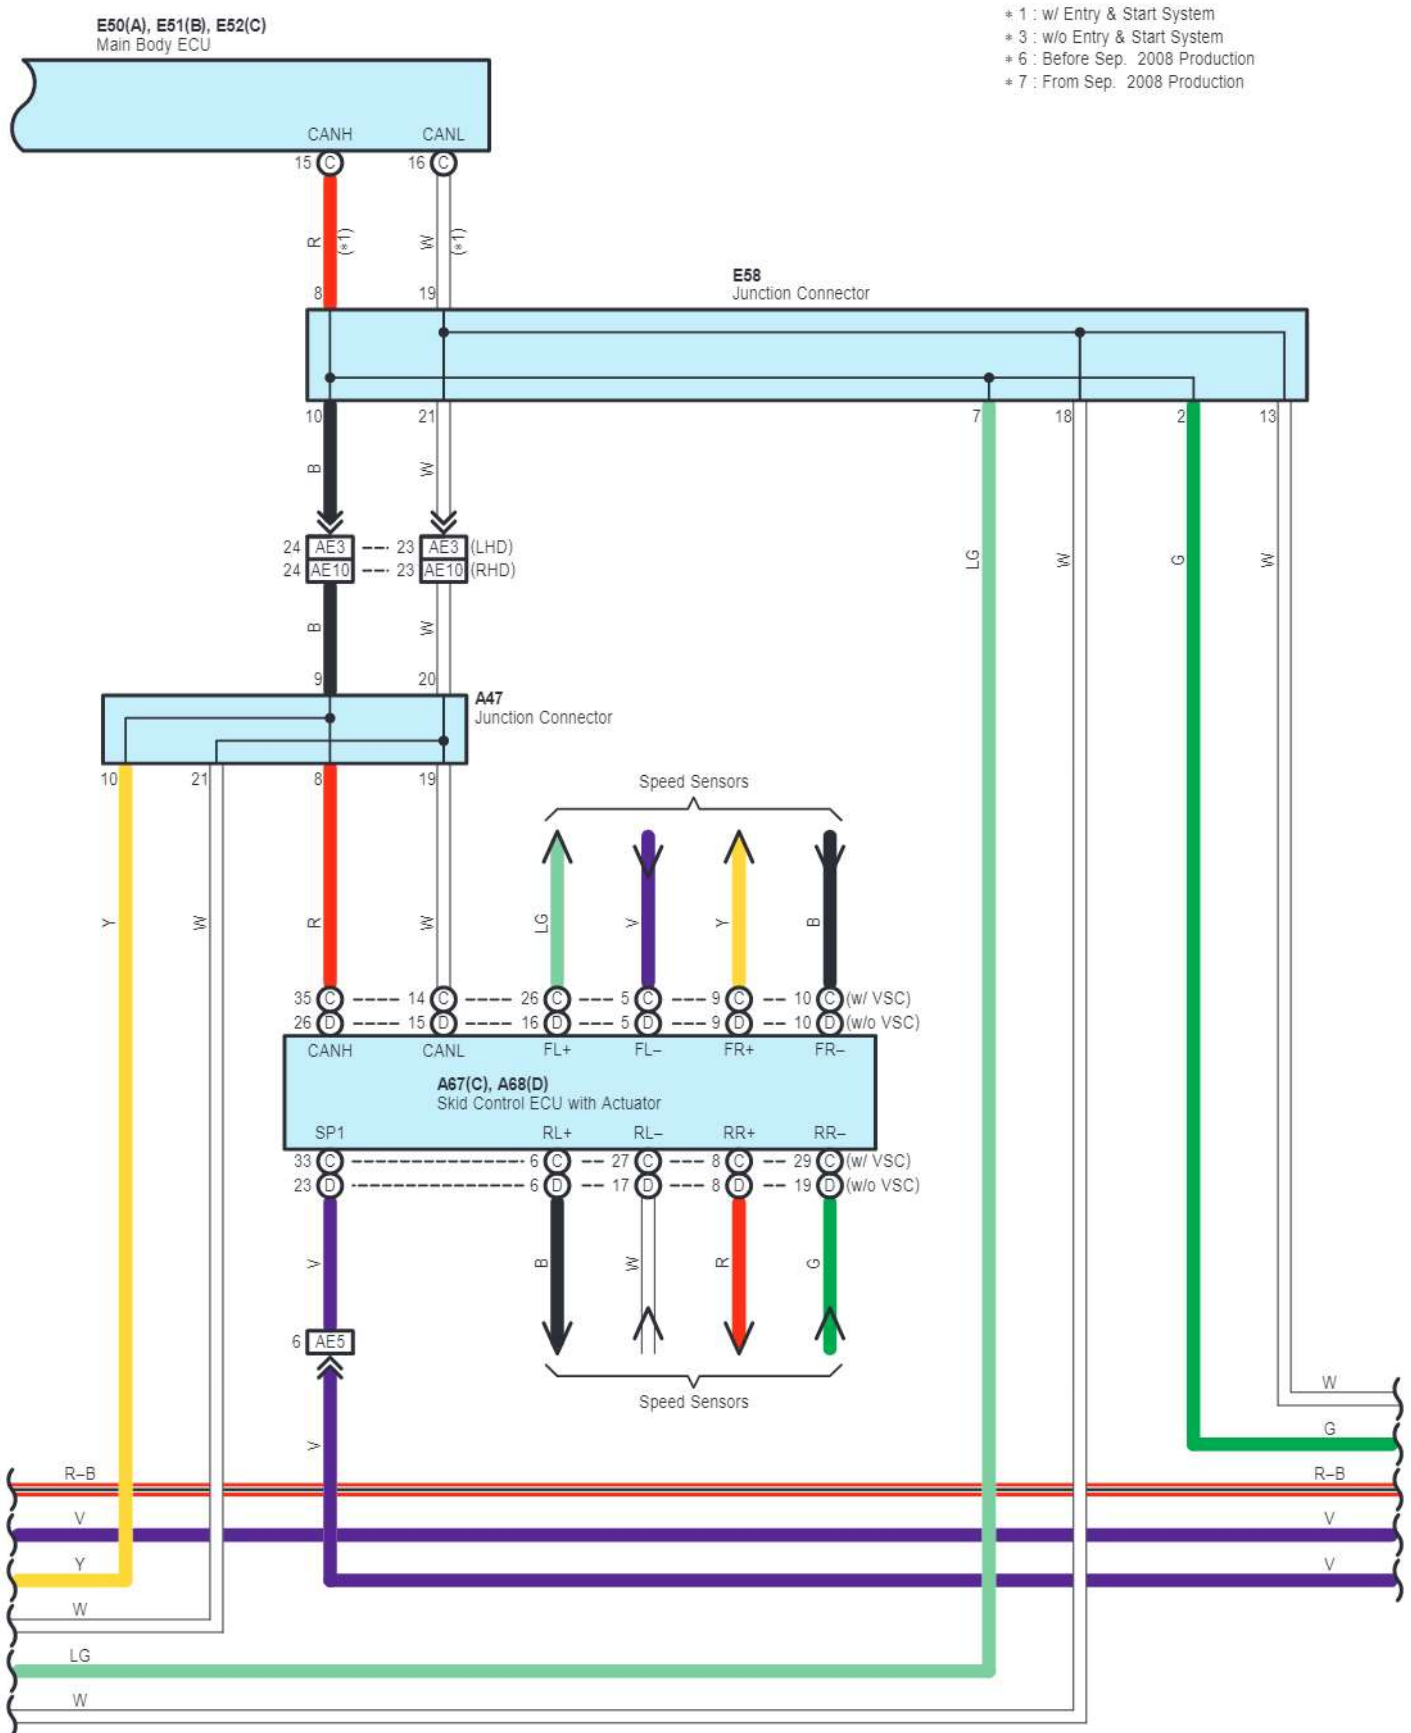 E50(A), E51(B), E52(C)
Main Body ECU
* 1 : w/ Entry & Start System
* 3 : w/o Entry & Start System
* 6 : Before Sep. 2008 Production
* 7 : From Sep. 2008 Production
CANH CANL
15 C 16 C
R (*1) W (*1)
E58
Junction Connector
8 19
10 21 7 18 2 13
B W
LG W G W
24 AE3 23 AE3 (LHD)
24 AE10 23 AE10 (RHD)
B W
9 20
A47
Junction Connector
10 21 8 19
Speed Sensors
Y W R W LG V Y B
35 C 14 C 26 C 5 C 9 C 10 C (w/ VSC)
26 D 15 D 16 D 5 D 9 D 10 D (w/o VSC)
CANH CANL FL+ FL– FR+ FR–
A67(C), A68(D)
Skid Control ECU with Actuator
SP1 RL+ RL– RR+ RR–
33 C 6 C 27 C 8 C 29 C (w/ VSC)
23 D 6 D 17 D 8 D 19 D (w/o VSC)
V B W R G
6 AE5
Speed Sensors
W
G
V
R–B R–B
V V
Y V
W
LG
W